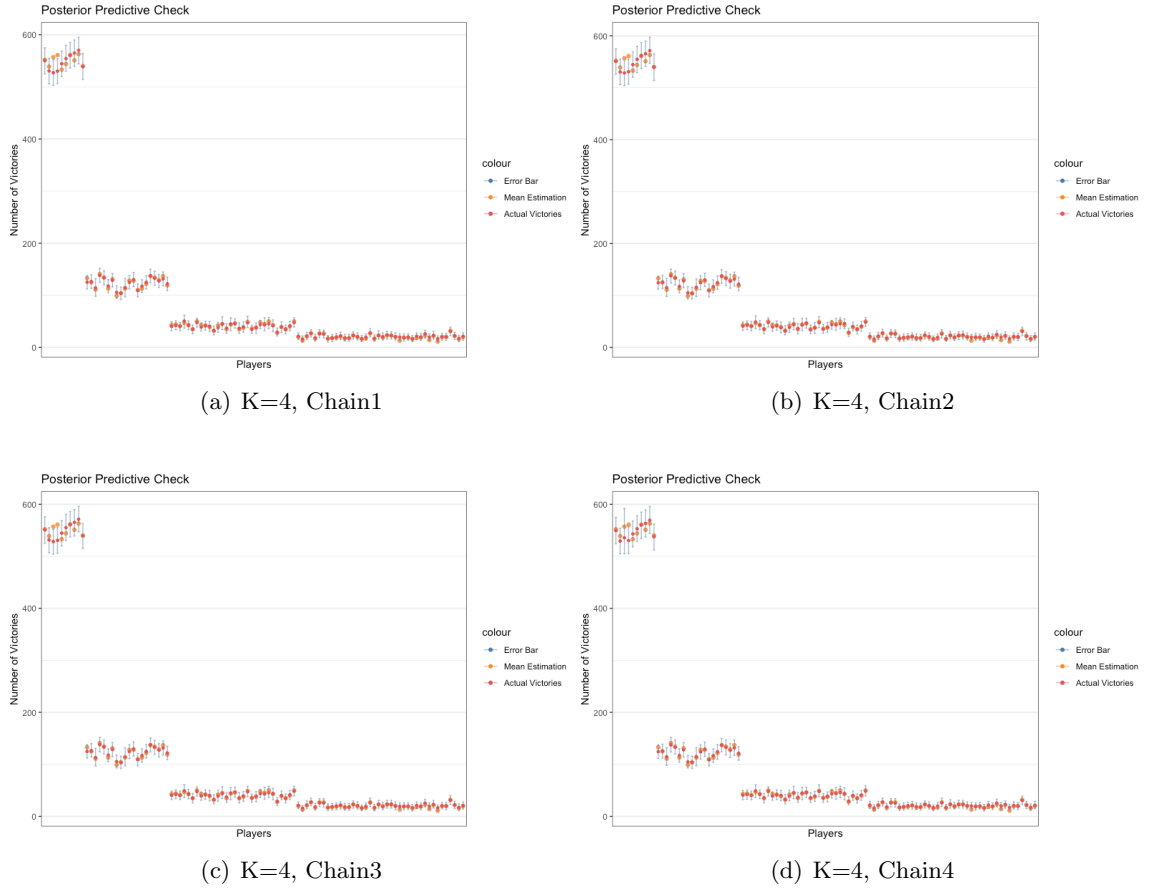 Posterior Predictive Check
600
400
200
0
Number of Victories
Players
colour
Error Bar
Mean Estimation
Actual Victories
(a) K=4, Chain1
Posterior Predictive Check
600
400
200
0
Number of Victories
Players
colour
Error Bar
Mean Estimation
Actual Victories
(b) K=4, Chain2
Posterior Predictive Check
600
400
200
0
Number of Victories
Players
colour
Error Bar
Mean Estimation
Actual Victories
(c) K=4, Chain3
Posterior Predictive Check
600
400
200
0
Number of Victories
Players
colour
Error Bar
Mean Estimation
Actual Victories
(d) K=4, Chain4